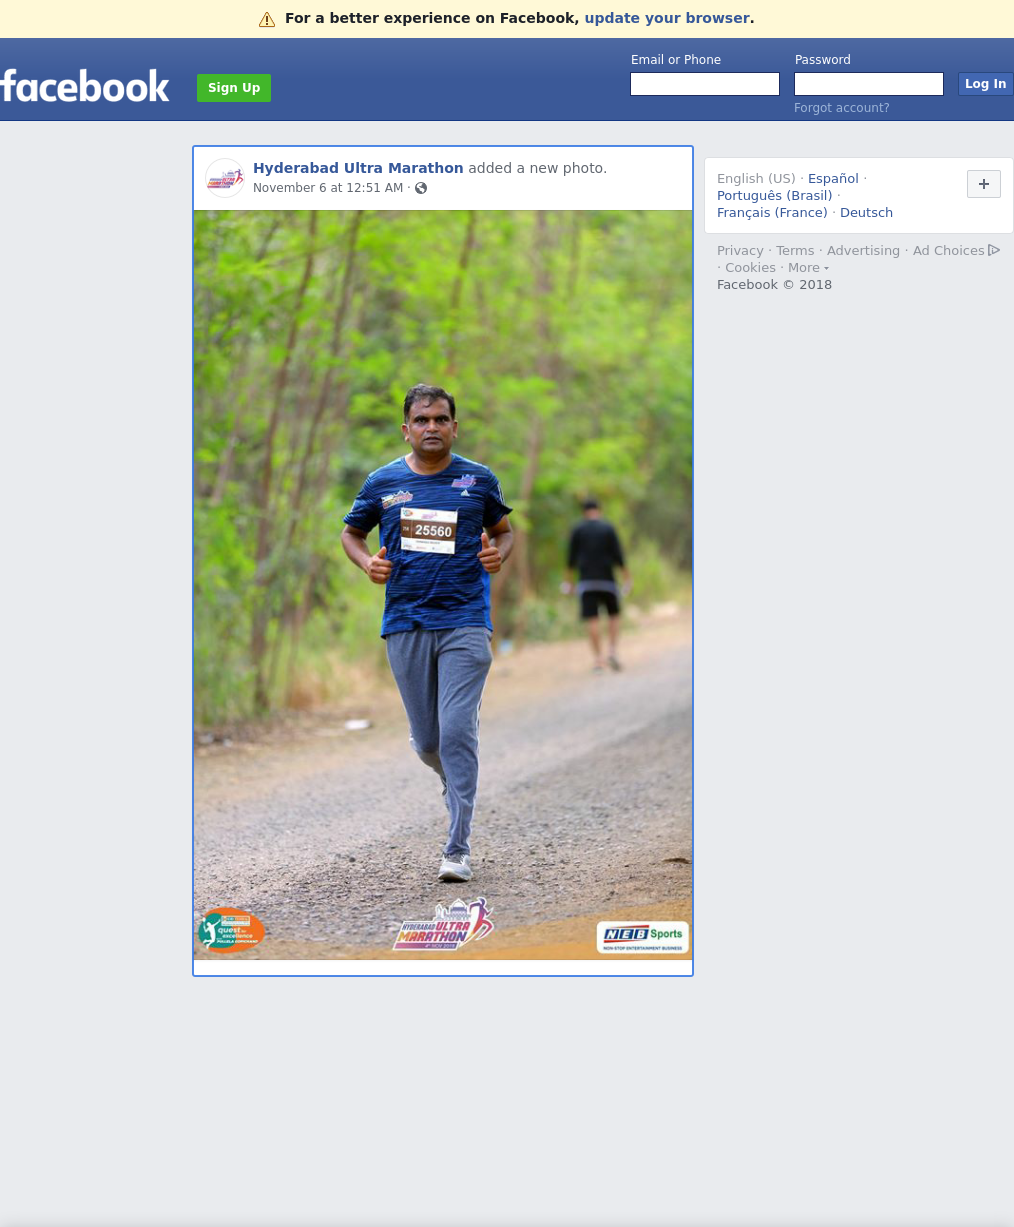 For a better experience on Facebook, update your browser.
facebook
Sign Up
Email or Phone
Password
Log In
Forgot account?
Hyderabad Ultra Marathon added a new photo.
November 6 at 12:51 AM ·
English (US) · Español ·
Português (Brasil) ·
Français (France) · Deutsch
+
Privacy · Terms · Advertising · Ad Choices
· Cookies · More
Facebook © 2018
25560
quest for
excellence
HYDERABAD ULTRA
MARATHON
NEB Sports
NON-STOP ENTERTAINMENT BUSINESS